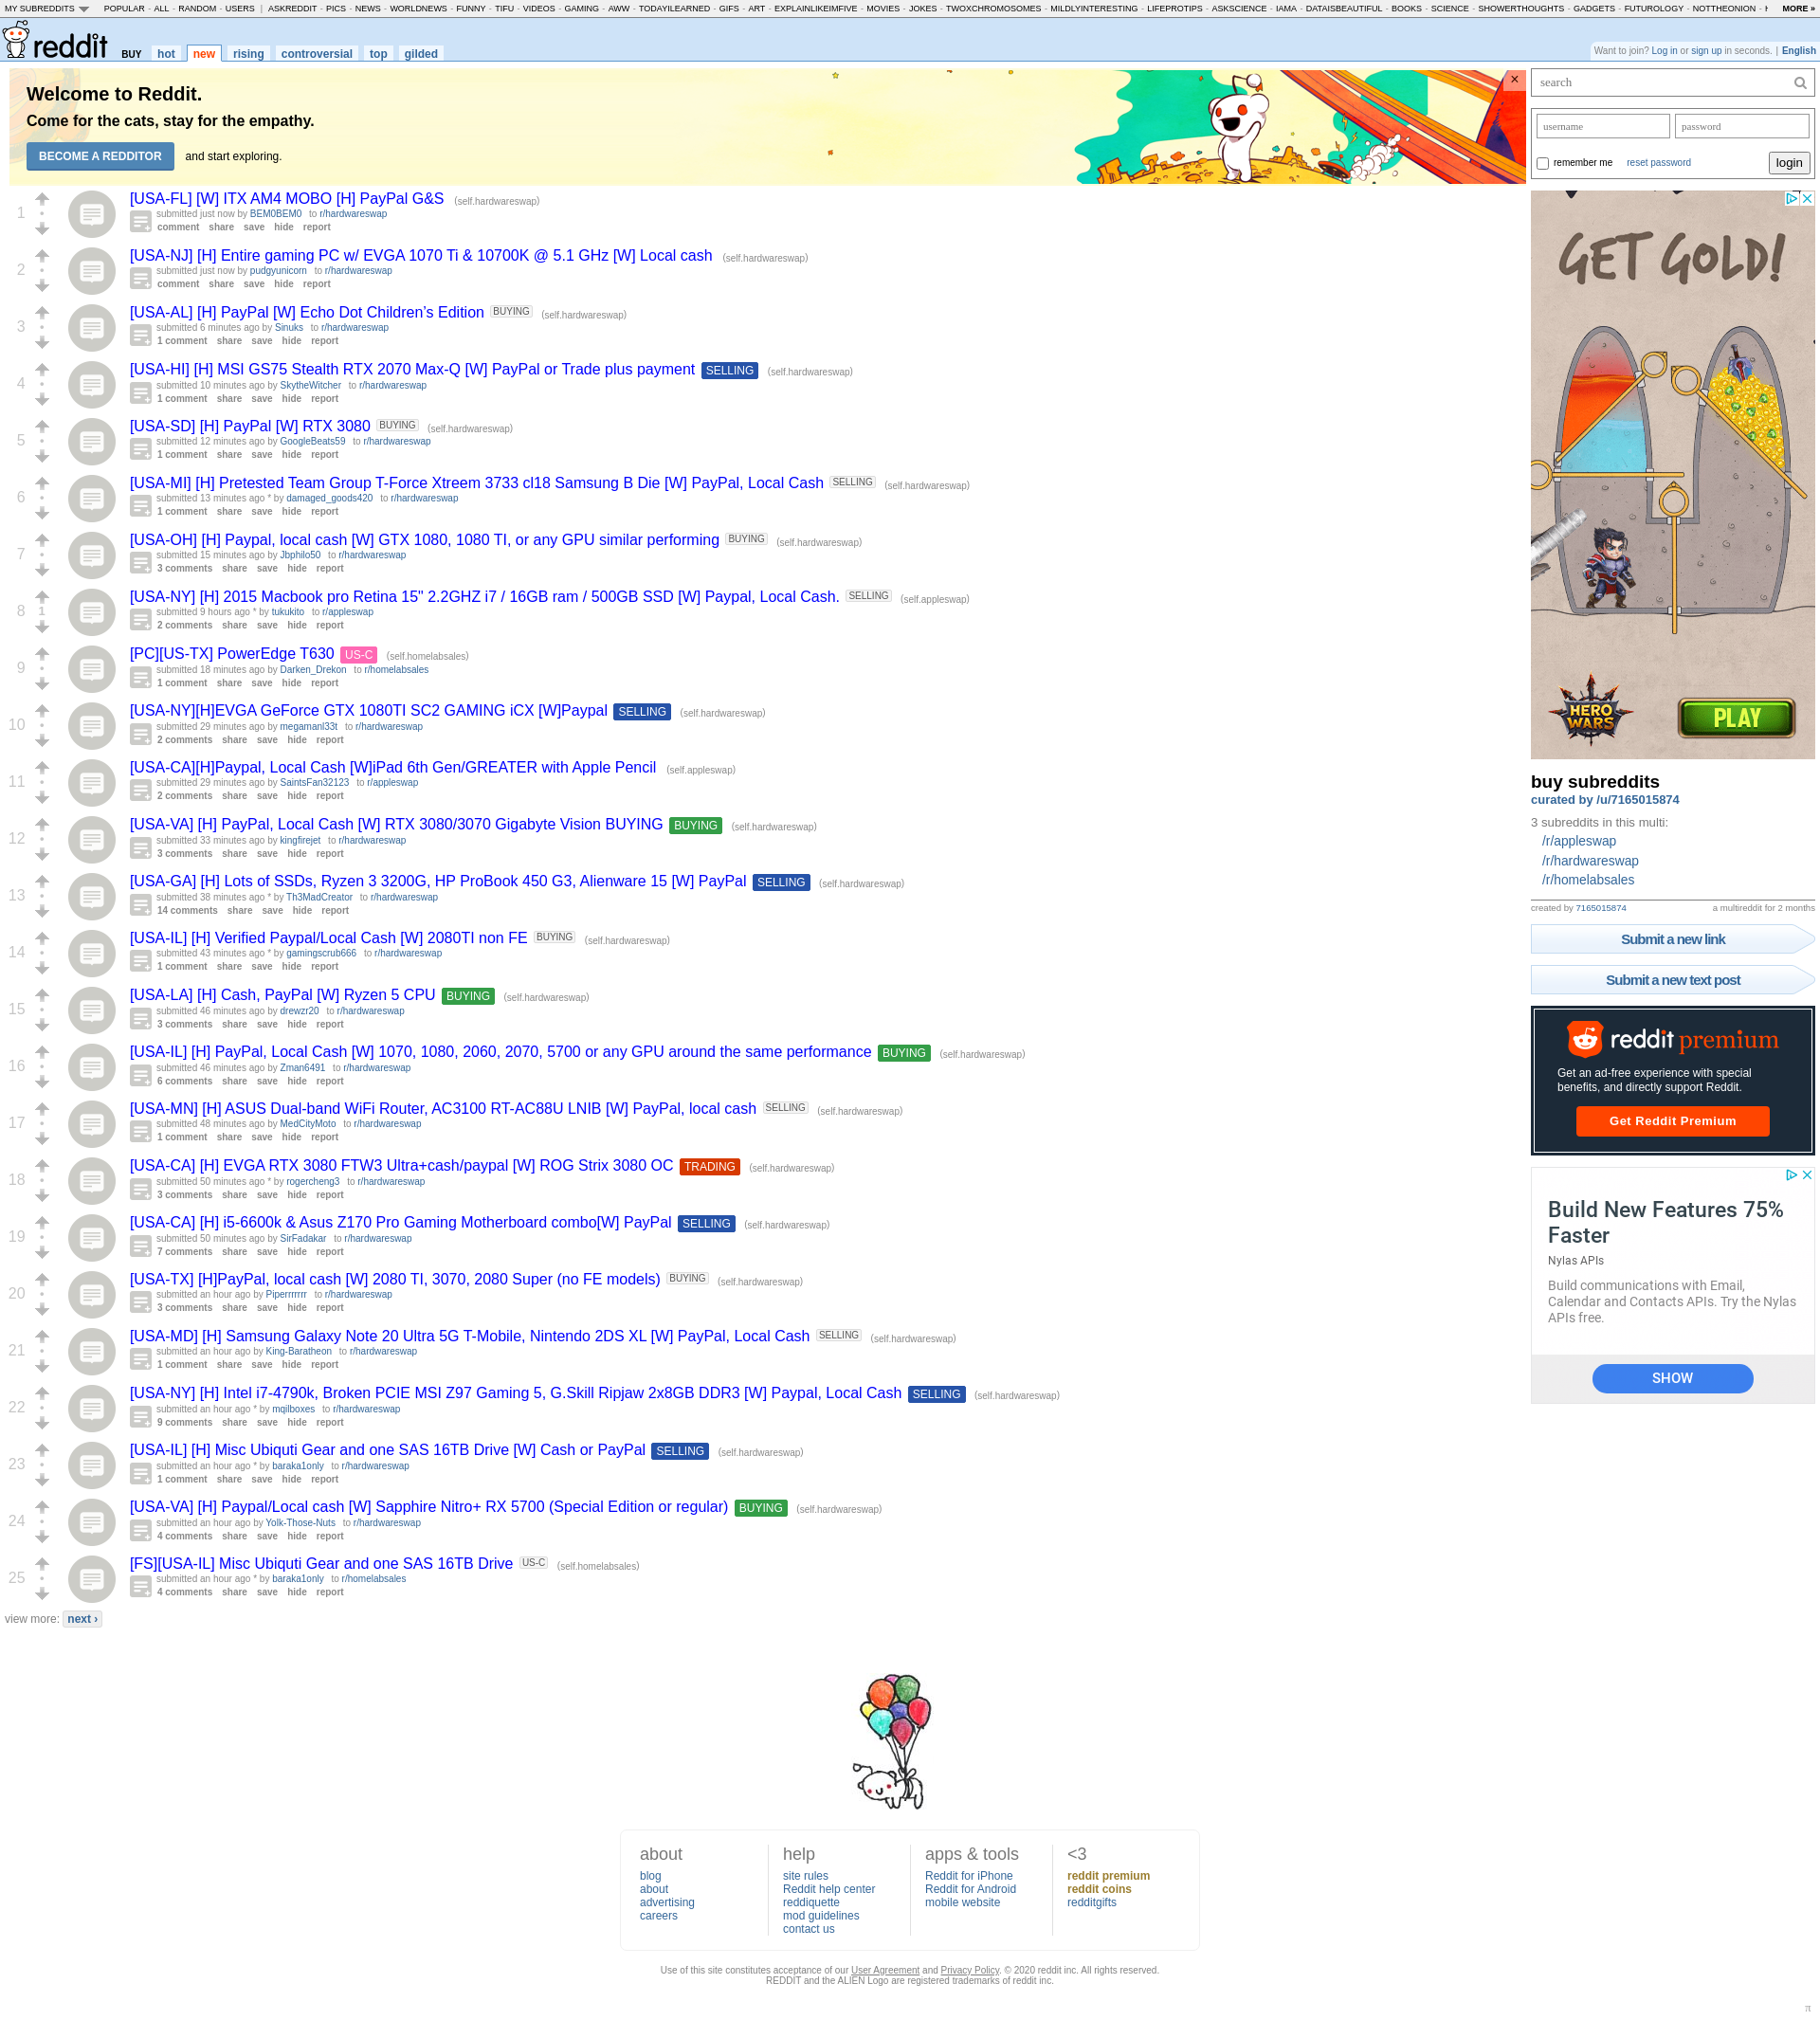 MY SUBREDDITS POPULAR - ALL - RANDOM - USERS | ASKREDDIT - PICS - NEWS - WORLDNEWS - FUNNY - TIFU - VIDEOS - GAMING - AWW - TODAYILEARNED - GIFS - ART - EXPLAINLIKEIMFIVE - MOVIES - JOKES - TWOXCHROMOSOMES - MILDLYINTERESTING - LIFEPROTIPS - ASKSCIENCE - IAMA - DATAISBEAUTIFUL - BOOKS - SCIENCE - SHOWERTHOUGHTS - GADGETS - FUTUROLOGY - NOTTHEONION - MORE »
reddit BUY hot new rising controversial top gilded
Want to join? Log in or sign up in seconds. | English
Welcome to Reddit.
Come for the cats, stay for the empathy.
BECOME A REDDITOR and start exploring.
×
1
[USA-FL] [W] ITX AM4 MOBO [H] PayPal G&S (self.hardwareswap)
submitted just now by BEM0BEM0 to r/hardwareswap
comment share save hide report
2
[USA-NJ] [H] Entire gaming PC w/ EVGA 1070 Ti & 10700K @ 5.1 GHz [W] Local cash (self.hardwareswap)
submitted just now by pudgyunicorn to r/hardwareswap
comment share save hide report
3
[USA-AL] [H] PayPal [W] Echo Dot Children’s Edition BUYING (self.hardwareswap)
submitted 6 minutes ago by Sinuks to r/hardwareswap
1 comment share save hide report
4
[USA-HI] [H] MSI GS75 Stealth RTX 2070 Max-Q [W] PayPal or Trade plus payment SELLING (self.hardwareswap)
submitted 10 minutes ago by SkytheWitcher to r/hardwareswap
1 comment share save hide report
5
[USA-SD] [H] PayPal [W] RTX 3080 BUYING (self.hardwareswap)
submitted 12 minutes ago by GoogleBeats59 to r/hardwareswap
1 comment share save hide report
6
[USA-MI] [H] Pretested Team Group T-Force Xtreem 3733 cl18 Samsung B Die [W] PayPal, Local Cash SELLING (self.hardwareswap)
submitted 13 minutes ago * by damaged_goods420 to r/hardwareswap
1 comment share save hide report
7
[USA-OH] [H] Paypal, local cash [W] GTX 1080, 1080 TI, or any GPU similar performing BUYING (self.hardwareswap)
submitted 15 minutes ago by Jbphilo50 to r/hardwareswap
3 comments share save hide report
8
1
[USA-NY] [H] 2015 Macbook pro Retina 15" 2.2GHZ i7 / 16GB ram / 500GB SSD [W] Paypal, Local Cash. SELLING (self.appleswap)
submitted 9 hours ago * by tukukito to r/appleswap
2 comments share save hide report
9
[PC][US-TX] PowerEdge T630 US-C (self.homelabsales)
submitted 18 minutes ago by Darken_Drekon to r/homelabsales
1 comment share save hide report
10
[USA-NY][H]EVGA GeForce GTX 1080TI SC2 GAMING iCX [W]Paypal SELLING (self.hardwareswap)
submitted 29 minutes ago by megamanl33t to r/hardwareswap
2 comments share save hide report
11
[USA-CA][H]Paypal, Local Cash [W]iPad 6th Gen/GREATER with Apple Pencil (self.appleswap)
submitted 29 minutes ago by SaintsFan32123 to r/appleswap
2 comments share save hide report
12
[USA-VA] [H] PayPal, Local Cash [W] RTX 3080/3070 Gigabyte Vision BUYING BUYING (self.hardwareswap)
submitted 33 minutes ago by kingfirejet to r/hardwareswap
3 comments share save hide report
13
[USA-GA] [H] Lots of SSDs, Ryzen 3 3200G, HP ProBook 450 G3, Alienware 15 [W] PayPal SELLING (self.hardwareswap)
submitted 38 minutes ago * by Th3MadCreator to r/hardwareswap
14 comments share save hide report
14
[USA-IL] [H] Verified Paypal/Local Cash [W] 2080TI non FE BUYING (self.hardwareswap)
submitted 43 minutes ago * by gamingscrub666 to r/hardwareswap
1 comment share save hide report
15
[USA-LA] [H] Cash, PayPal [W] Ryzen 5 CPU BUYING (self.hardwareswap)
submitted 46 minutes ago by drewzr20 to r/hardwareswap
3 comments share save hide report
16
[USA-IL] [H] PayPal, Local Cash [W] 1070, 1080, 2060, 2070, 5700 or any GPU around the same performance BUYING (self.hardwareswap)
submitted 46 minutes ago by Zman6491 to r/hardwareswap
6 comments share save hide report
17
[USA-MN] [H] ASUS Dual-band WiFi Router, AC3100 RT-AC88U LNIB [W] PayPal, local cash SELLING (self.hardwareswap)
submitted 48 minutes ago by MedCityMoto to r/hardwareswap
1 comment share save hide report
18
[USA-CA] [H] EVGA RTX 3080 FTW3 Ultra+cash/paypal [W] ROG Strix 3080 OC TRADING (self.hardwareswap)
submitted 50 minutes ago * by rogercheng3 to r/hardwareswap
3 comments share save hide report
19
[USA-CA] [H] i5-6600k & Asus Z170 Pro Gaming Motherboard combo[W] PayPal SELLING (self.hardwareswap)
submitted 50 minutes ago by SirFadakar to r/hardwareswap
7 comments share save hide report
20
[USA-TX] [H]PayPal, local cash [W] 2080 TI, 3070, 2080 Super (no FE models) BUYING (self.hardwareswap)
submitted an hour ago by Piperrrrrrr to r/hardwareswap
3 comments share save hide report
21
[USA-MD] [H] Samsung Galaxy Note 20 Ultra 5G T-Mobile, Nintendo 2DS XL [W] PayPal, Local Cash SELLING (self.hardwareswap)
submitted an hour ago by King-Baratheon to r/hardwareswap
1 comment share save hide report
22
[USA-NY] [H] Intel i7-4790k, Broken PCIE MSI Z97 Gaming 5, G.Skill Ripjaw 2x8GB DDR3 [W] Paypal, Local Cash SELLING (self.hardwareswap)
submitted an hour ago * by mqilboxes to r/hardwareswap
9 comments share save hide report
23
[USA-IL] [H] Misc Ubiquti Gear and one SAS 16TB Drive [W] Cash or PayPal SELLING (self.hardwareswap)
submitted an hour ago * by baraka1only to r/hardwareswap
1 comment share save hide report
24
[USA-VA] [H] Paypal/Local cash [W] Sapphire Nitro+ RX 5700 (Special Edition or regular) BUYING (self.hardwareswap)
submitted an hour ago by Yolk-Those-Nuts to r/hardwareswap
4 comments share save hide report
25
[FS][USA-IL] Misc Ubiquti Gear and one SAS 16TB Drive US-C (self.homelabsales)
submitted an hour ago * by baraka1only to r/homelabsales
4 comments share save hide report
view more: next ›
search
username password
remember me reset password login
GET GOLD!
HERO WARS
PLAY
buy subreddits
curated by /u/7165015874
3 subreddits in this multi:
/r/appleswap
/r/hardwareswap
/r/homelabsales
created by 7165015874 a multireddit for 2 months
Submit a new link
Submit a new text post
reddit premium
Get an ad-free experience with special
benefits, and directly support Reddit.
Get Reddit Premium
Build New Features 75%
Faster
Nylas APIs
Build communications with Email,
Calendar and Contacts APIs. Try the Nylas
APIs free.
SHOW
about
blog
about
advertising
careers
help
site rules
Reddit help center
reddiquette
mod guidelines
contact us
apps & tools
Reddit for iPhone
Reddit for Android
mobile website
<3
reddit premium
reddit coins
redditgifts
Use of this site constitutes acceptance of our User Agreement and Privacy Policy. © 2020 reddit inc. All rights reserved.
REDDIT and the ALIEN Logo are registered trademarks of reddit inc.
π